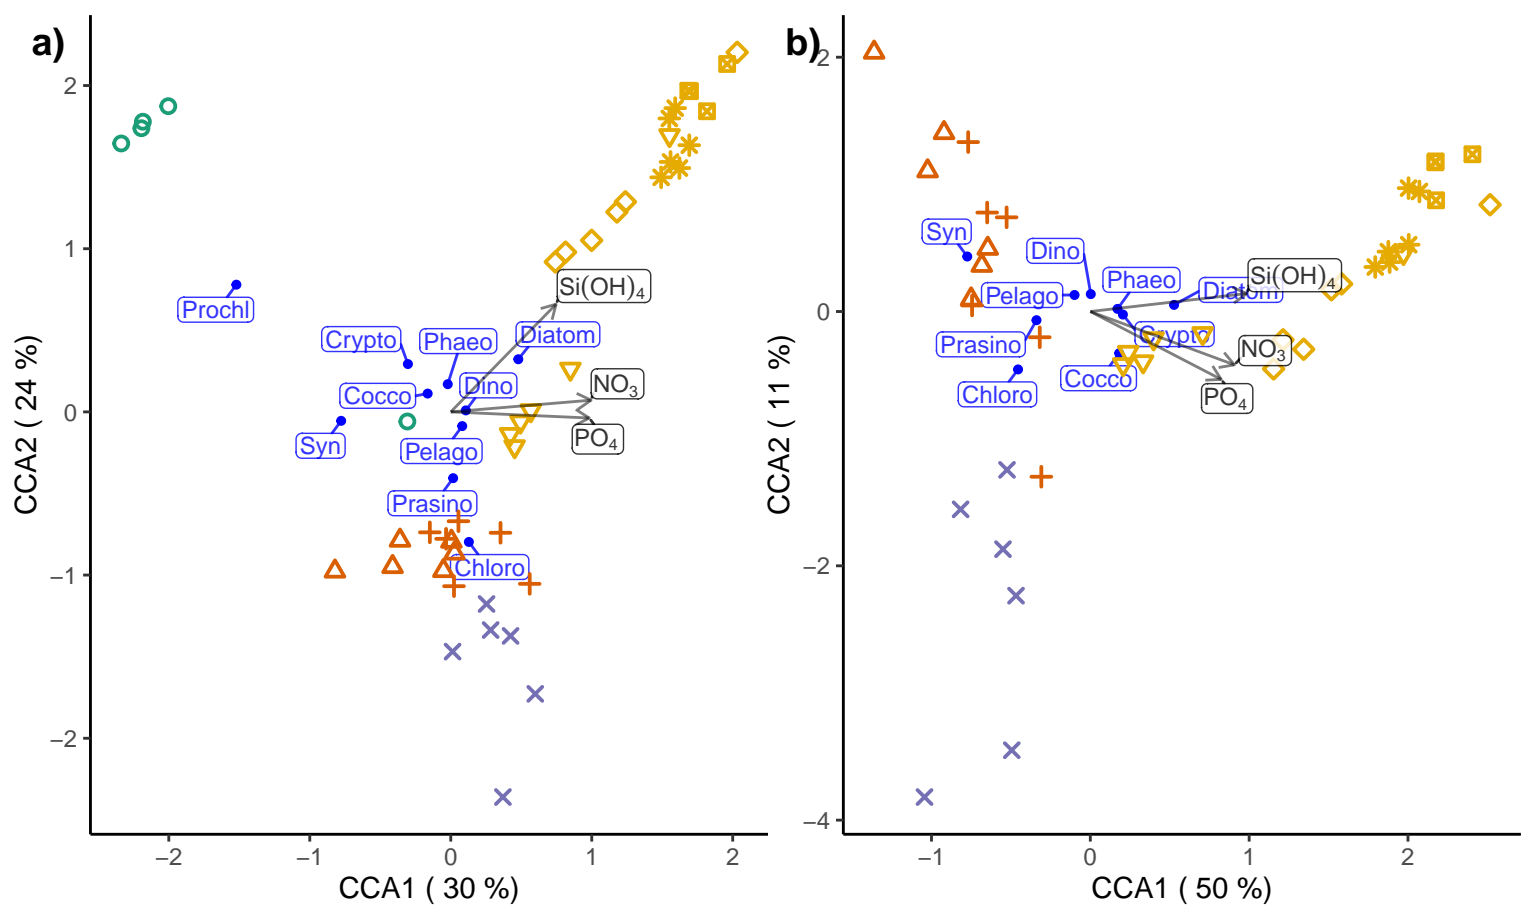 a)
CCA2 ( 24 %)
2
1
0
−1
−2
Si(OH)4
Prochl
Crypto
Phaeo
Diatom
Dino
NO3
Cocco
Syn
Pelago
PO4
Prasino
Chloro
−2
−1
0
1
2
CCA1 ( 30 %)
b)
CCA2 ( 11 %)
2
0
−2
−4
Syn
Dino
Phaeo
Si(OH)4
Pelago
Diatom
Prasino
Crypto
NO3
Chloro
Cocco
PO4
−1
0
1
2
CCA1 ( 50 %)